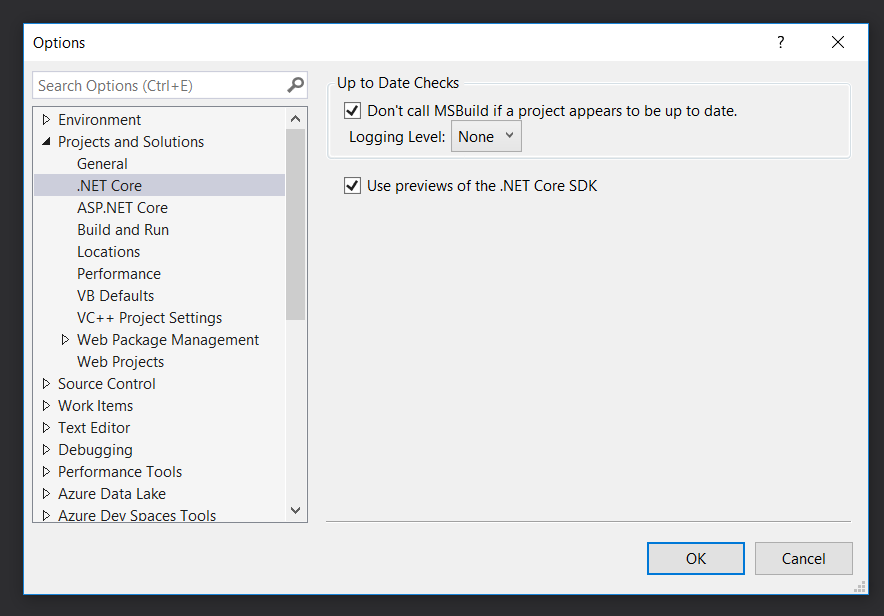 Options
?
Search Options (Ctrl+E)
Environment
Projects and Solutions
General
.NET Core
ASP.NET Core
Build and Run
Locations
Performance
VB Defaults
VC++ Project Settings
Web Package Management
Web Projects
Source Control
Work Items
Text Editor
Debugging
Performance Tools
Azure Data Lake
Azure Dev Spaces Tools
Up to Date Checks
Don't call MSBuild if a project appears to be up to date.
Logging Level: None
Use previews of the .NET Core SDK
OK
Cancel